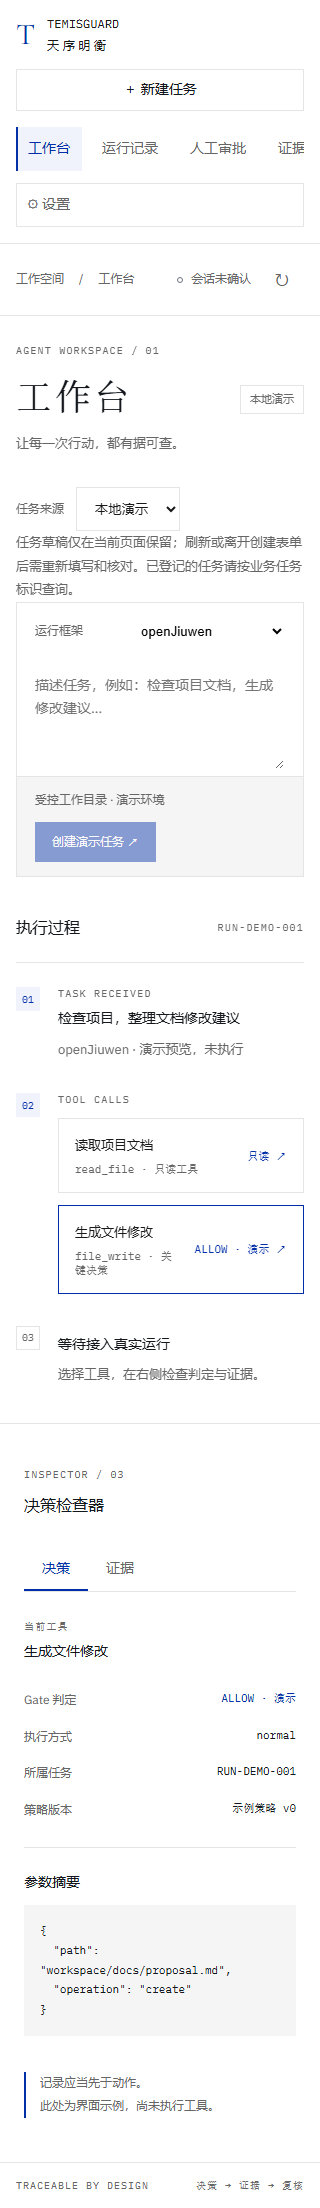 T TEMISGUARD
天序明衡
+ 新建任务
工作台 运行记录 人工审批 证据
⚙ 设置
工作空间 / 工作台 会话未确认 ↻
AGENT WORKSPACE / 01
工作台
本地演示
让每一次行动，都有据可查。
任务来源 本地演示
任务草稿仅在当前页面保留；刷新或离开创建表单
后需重新填写和核对。已登记的任务请按业务任务
标识查询。
运行框架 openJiuwen
描述任务，例如：检查项目文档，生成
修改建议...
受控工作目录 · 演示环境
创建演示任务 ↗
执行过程 RUN-DEMO-001
01 TASK RECEIVED
检查项目，整理文档修改建议
openJiuwen · 演示预览，未执行
02 TOOL CALLS
读取项目文档
read_file · 只读工具
只读 ↗
生成文件修改
file_write · 关
键决策
ALLOW · 演示 ↗
03 等待接入真实运行
选择工具，在右侧检查判定与证据。
INSPECTOR / 03
决策检查器
决策 证据
当前工具
生成文件修改
Gate 判定 ALLOW · 演示
执行方式 normal
所属任务 RUN-DEMO-001
策略版本 示例策略 v0
参数摘要
{
"path":
"workspace/docs/proposal.md",
"operation": "create"
}
记录应当先于动作。
此处为界面示例，尚未执行工具。
TRACEABLE BY DESIGN 决策 → 证据 → 复核